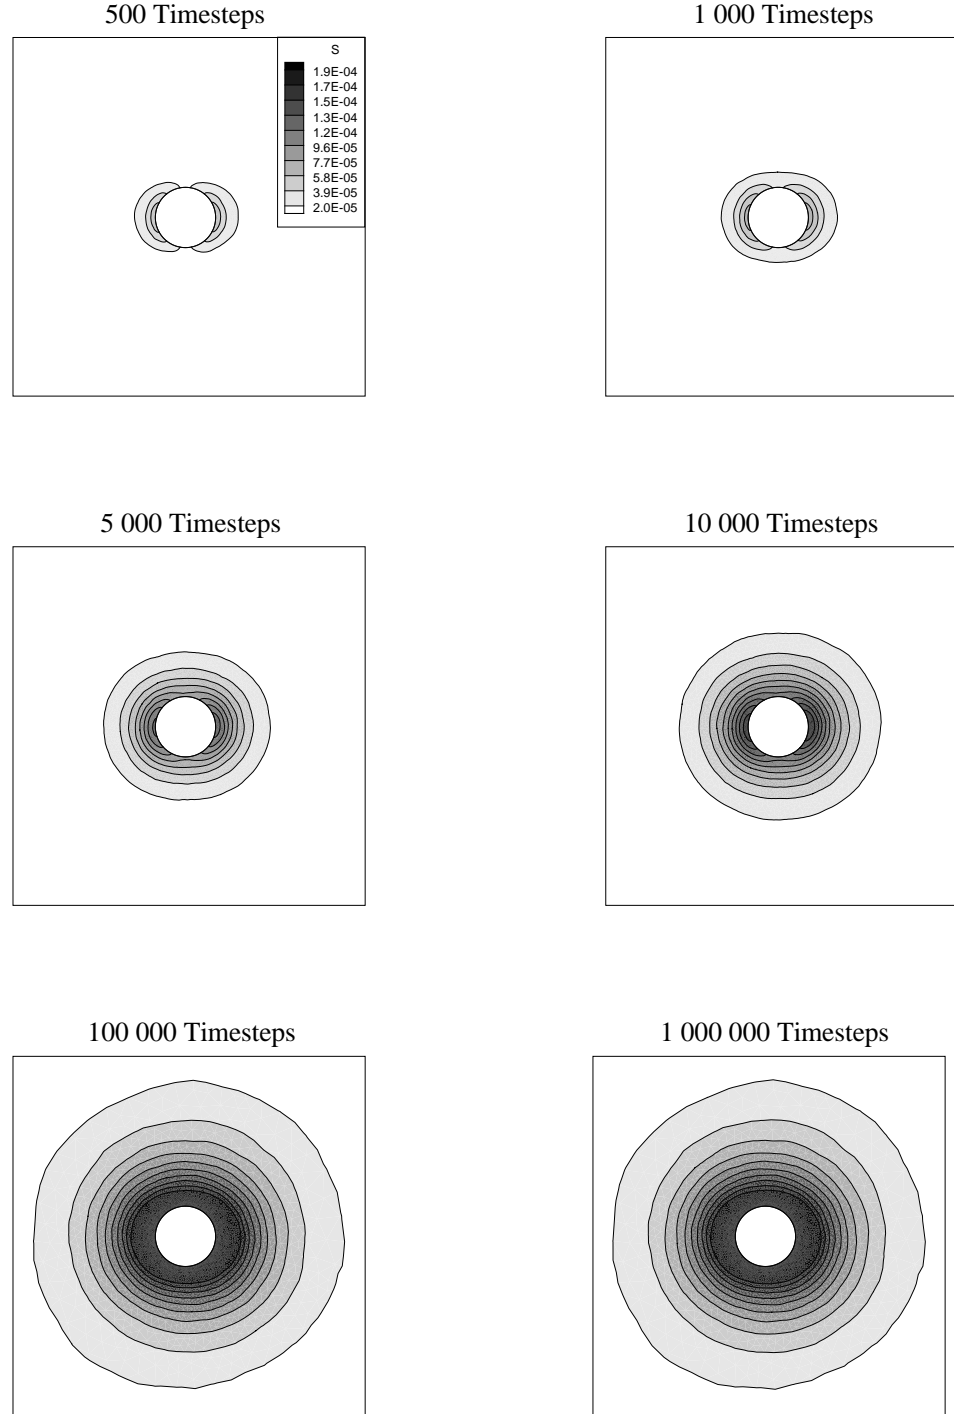 500 Timesteps
1 000 Timesteps
S
1.9E-04
1.7E-04
1.5E-04
1.3E-04
1.2E-04
9.6E-05
7.7E-05
5.8E-05
3.9E-05
2.0E-05
5 000 Timesteps
10 000 Timesteps
100 000 Timesteps
1 000 000 Timesteps